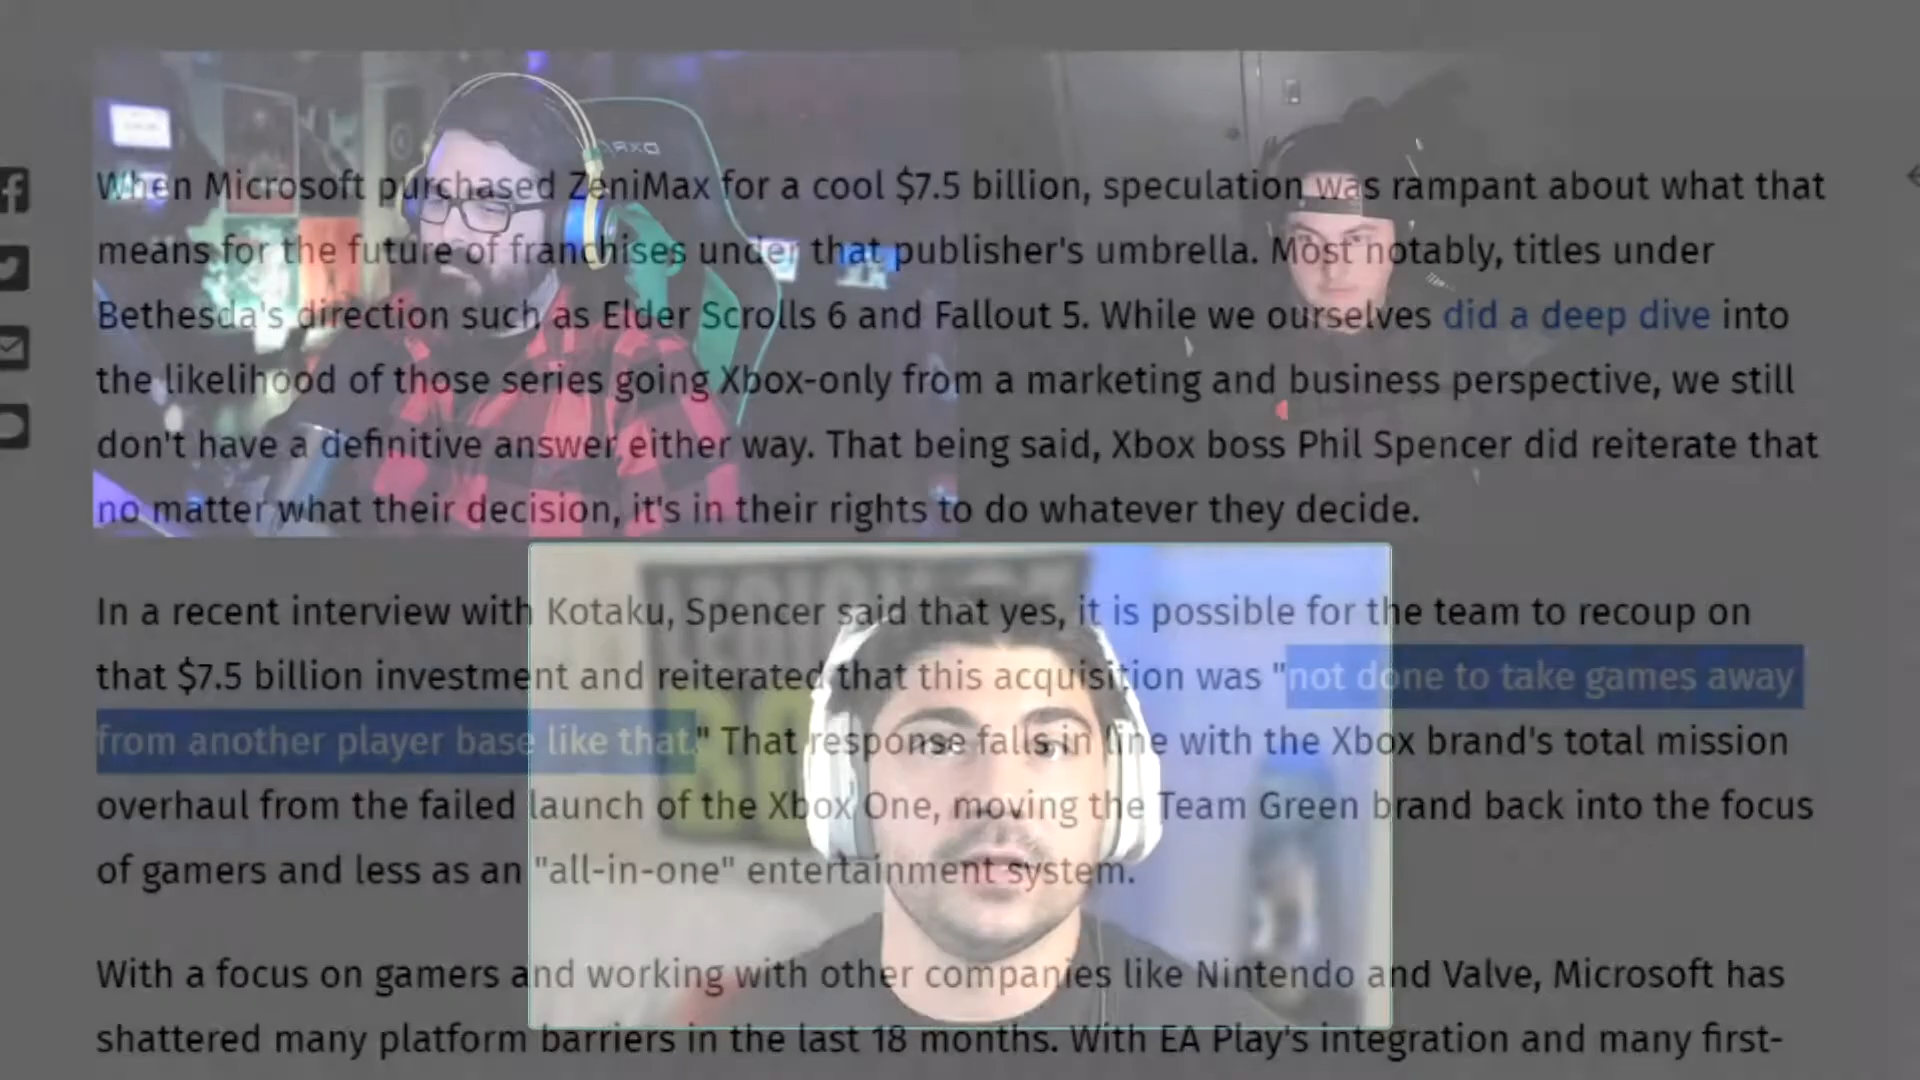 When Microsoft purchased ZeniMax for a cool $7.5 billion, speculation was rampant about what that
means for the future of franchises under that publisher's umbrella. Most notably, titles under
Bethesda's direction such as Elder Scrolls 6 and Fallout 5. While we ourselves did a deep dive into
the likelihood of those series going Xbox-only from a marketing and business perspective, we still
don't have a definitive answer either way. That being said, Xbox boss Phil Spencer did reiterate that
no matter what their decision, it's in their rights to do whatever they decide.
In a recent interview with Kotaku, Spencer said that yes, it is possible for the team to recoup on
that $7.5 billion investment and reiterated that this acquisition was "not done to take games away
from another player base like that." That response falls in line with the Xbox brand's total mission
overhaul from the failed launch of the Xbox One, moving the Team Green brand back into the focus
of gamers and less as an "all-in-one" entertainment system.
With a focus on gamers and working with other companies like Nintendo and Valve, Microsoft has
shattered many platform barriers in the last 18 months. With EA Play's integration and many first-